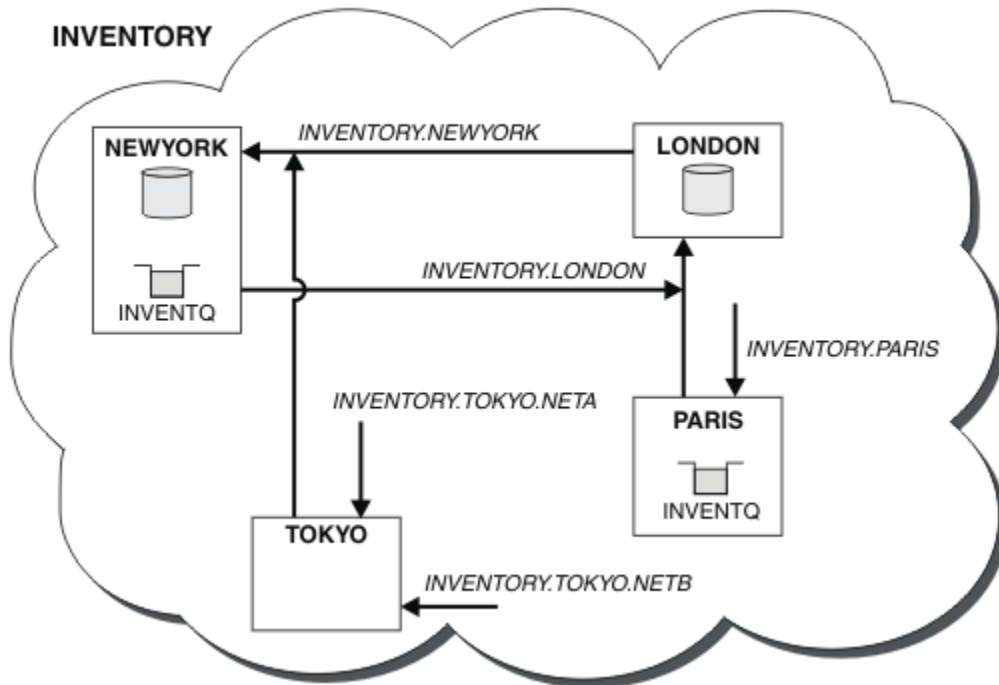 INVENTORY
INVENTORY.NEWYORK
NEWYORK
LONDON
INVENTORY.LONDON
INVENTQ
INVENTORY.PARIS
INVENTORY.TOKYO.NETA
PARIS
INVENTQ
TOKYO
INVENTORY.TOKYO.NETB